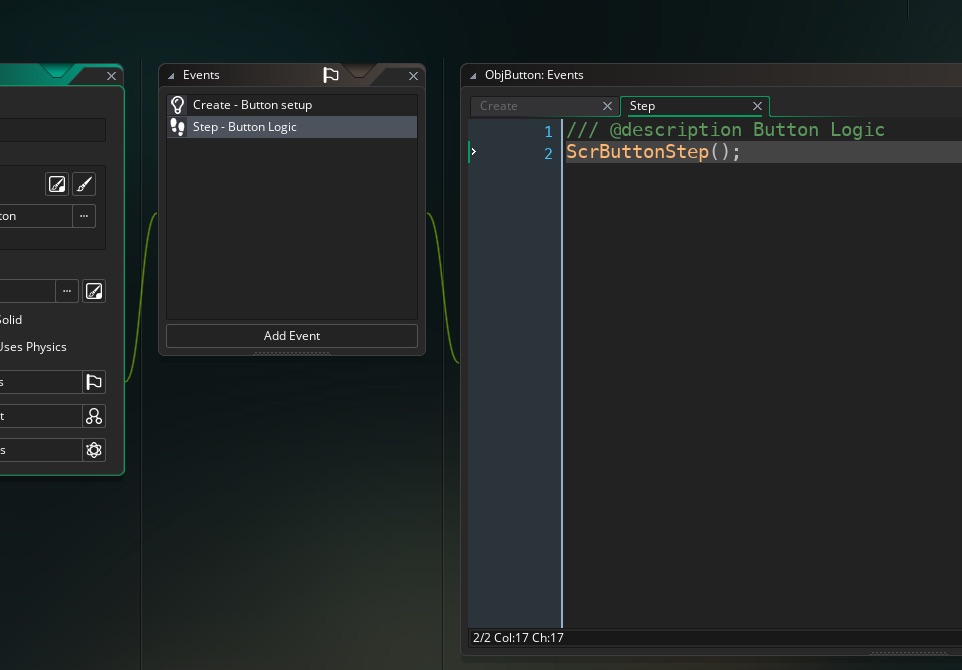 ton
...
...
Solid
Uses Physics
s
t
s
Events
Create - Button setup
Step - Button Logic
Add Event
ObjButton: Events
Create
Step
1 /// @description Button Logic
2 ScrButtonStep();
2/2 Col:17 Ch:17